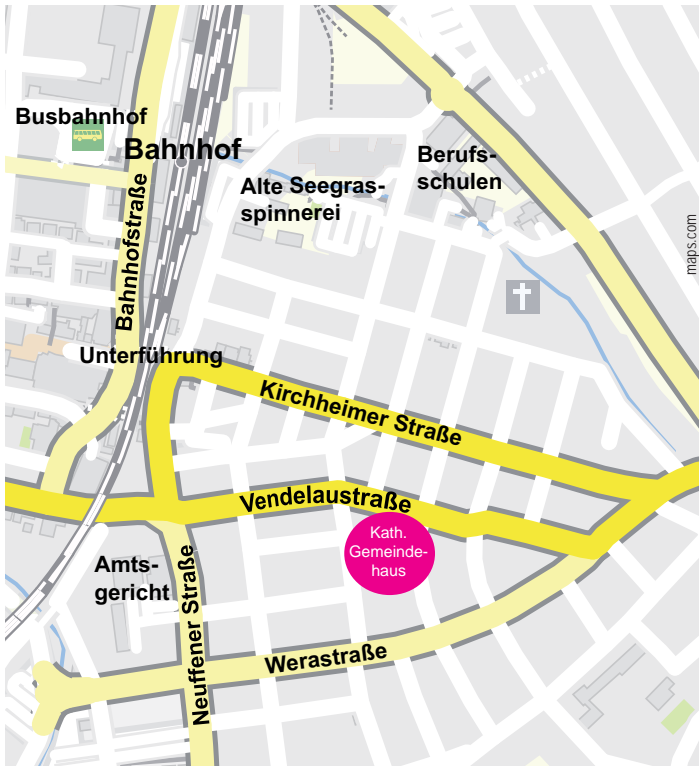 Busbahnhof
Bahnhof
Berufs-
schulen
Alte Seegras-
spinnerei
maps.com
Bahnhofstraße
Unterführung
Kirchheimer Straße
Vendelaustraße
Kath.
Gemeinde-
haus
Amts-
gericht
Neuffener Straße
Werastraße